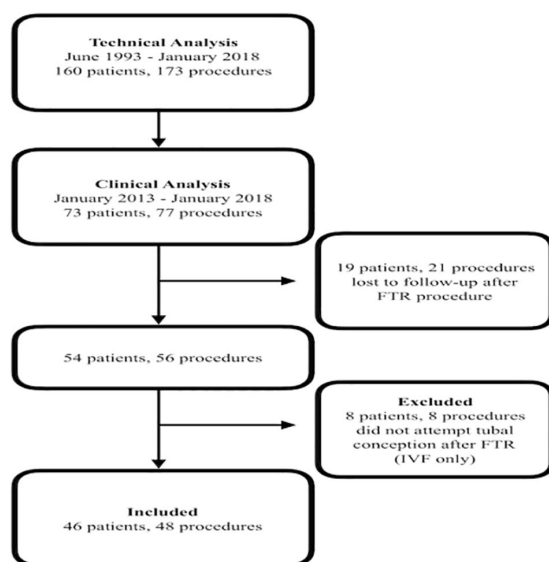 Technical Analysis
June 1993 - January 2018
160 patients, 173 procedures
Clinical Analysis
January 2013 - January 2018
73 patients, 77 procedures
19 patients, 21 procedures
lost to follow-up after
FTR procedure
54 patients, 56 procedures
Excluded
8 patients, 8 procedures
did not attempt tubal
conception after FTR
(IVF only)
Included
46 patients, 48 procedures